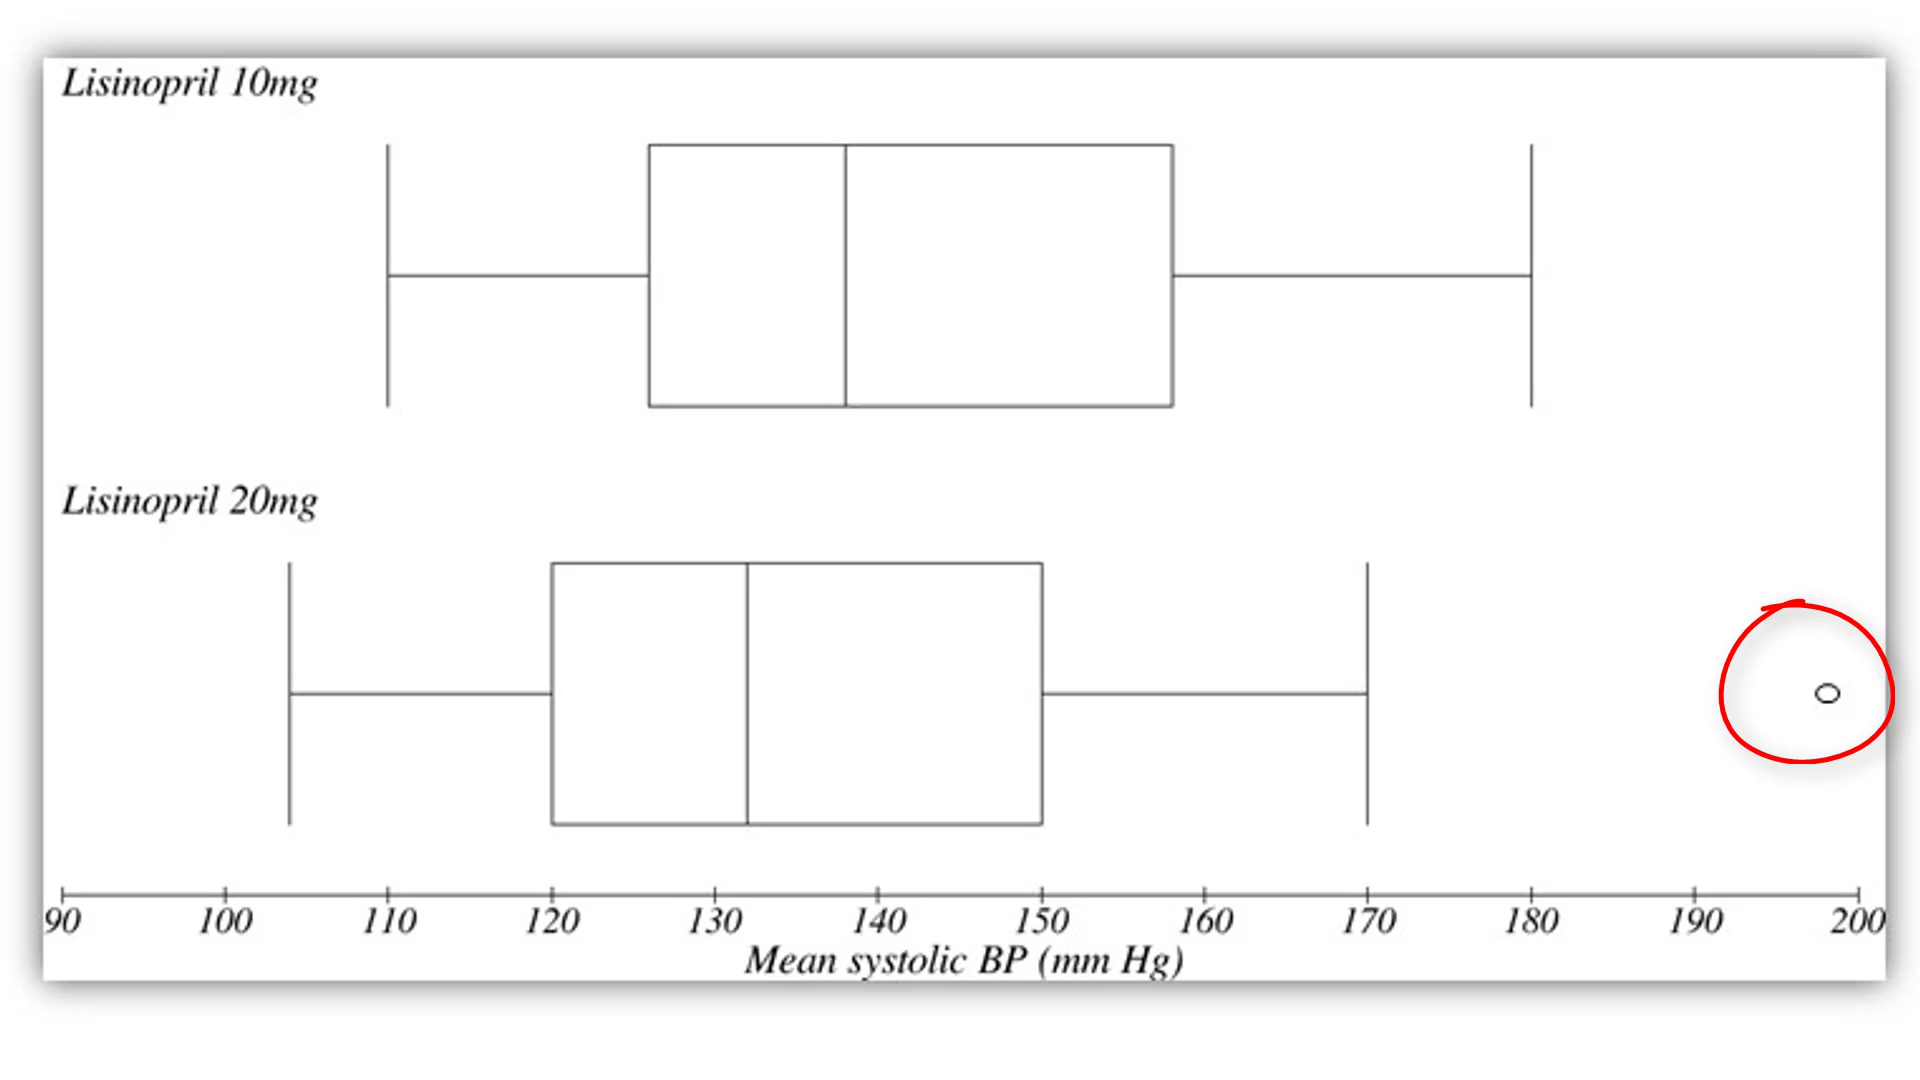 Lisinopril 10mg
Lisinopril 20mg
90 100 110 120 130 140 150 160 170 180 190 200
Mean systolic BP (mm Hg)